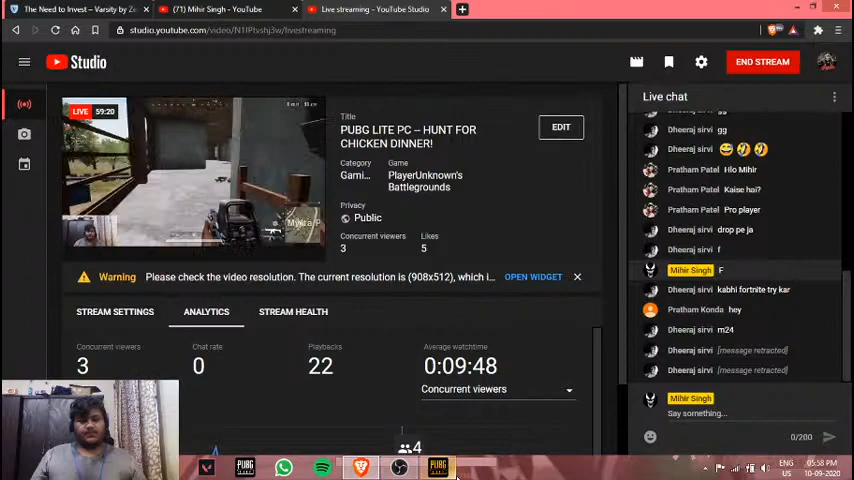 The Need to Invest – Varsity by Ze
(71) Mihir Singh - YouTube
Live streaming - YouTube Studio
studio.youtube.com/video/N1IPtvshj3w/livestreaming
Studio
END STREAM
LIVE 59:20
Title
PUBG LITE PC – HUNT FOR
CHICKEN DINNER!
EDIT
Category
Gami...
Game
PlayerUnknown's
Battlegrounds
Privacy
Public
Concurrent viewers
3
Likes
5
Warning Please check the video resolution. The current resolution is (908x512), which i... OPEN WIDGET
STREAM SETTINGS
ANALYTICS
STREAM HEALTH
Concurrent viewers
3
Chat rate
0
Playbacks
22
Average watchtime
0:09:48
Concurrent viewers
4
Live chat
Dheeraj sirvi gg
Dheeraj sirvi 😅🤣🤣
Pratham Patel Hlo Mihir
Pratham Patel Kaise hai?
Pratham Patel Pro player
Dheeraj sirvi drop pe ja
Dheeraj sirvi f
Mihir Singh F
Dheeraj sirvi kabhi fortnite try kar
Pratham Konda hey
Dheeraj sirvi m24
Dheeraj sirvi [message retracted]
Dheeraj sirvi [message retracted]
Mihir Singh
Say something...
0/200
PUBG
PUBG
ENG
US
05:58 PM
10-09-2020